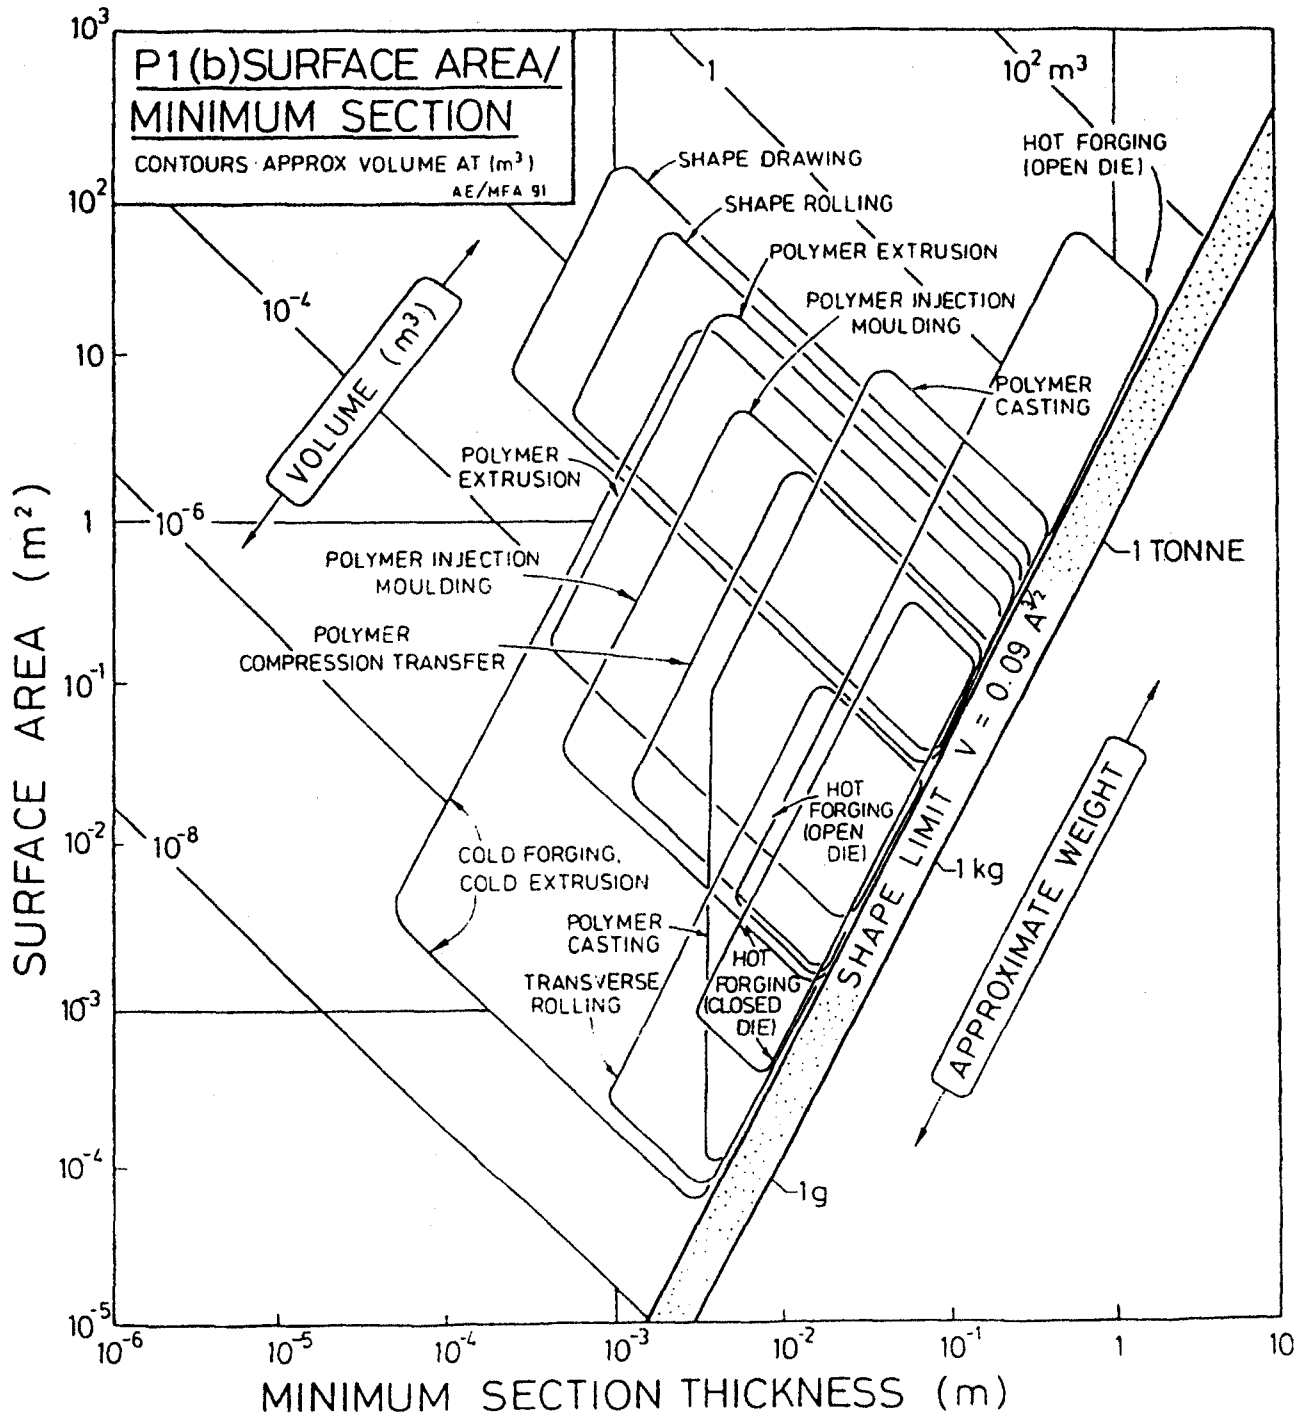 P1(b) SURFACE AREA/
MINIMUM SECTION
CONTOURS · APPROX VOLUME AT (m³)
AE/MFA 91
1
10² m³
HOT FORGING
(OPEN DIE)
SHAPE DRAWING
SHAPE ROLLING
POLYMER EXTRUSION
POLYMER INJECTION
MOULDING
POLYMER
CASTING
10⁻⁴
VOLUME (m³)
POLYMER
EXTRUSION
10⁻⁶
POLYMER INJECTION
MOULDING
POLYMER
COMPRESSION TRANSFER
1 TONNE
SHAPE LIMIT V = 0.09 A³/₂
10⁻⁸
HOT
FORGING
(OPEN
DIE)
COLD FORGING,
COLD EXTRUSION
1 kg
APPROXIMATE WEIGHT
POLYMER
CASTING
HOT
FORGING
(CLOSED
DIE)
TRANSVERSE
ROLLING
1g
SURFACE AREA (m²)
10³
10²
10
1
10⁻¹
10⁻²
10⁻³
10⁻⁴
10⁻⁵
10⁻⁶
10⁻⁵
10⁻⁴
10⁻³
10⁻²
10⁻¹
1
10
MINIMUM SECTION THICKNESS (m)